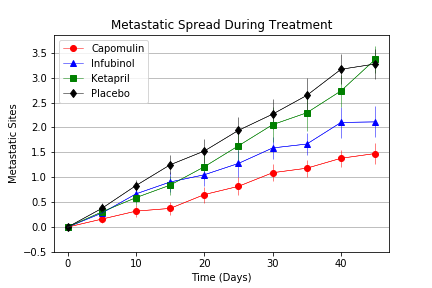 Metastatic Spread During Treatment
Capomulin
Infubinol
Ketapril
Placebo
Metastatic Sites
3.5
3.0
2.5
2.0
1.5
1.0
0.5
0.0
−0.5
0
10
20
30
40
Time (Days)